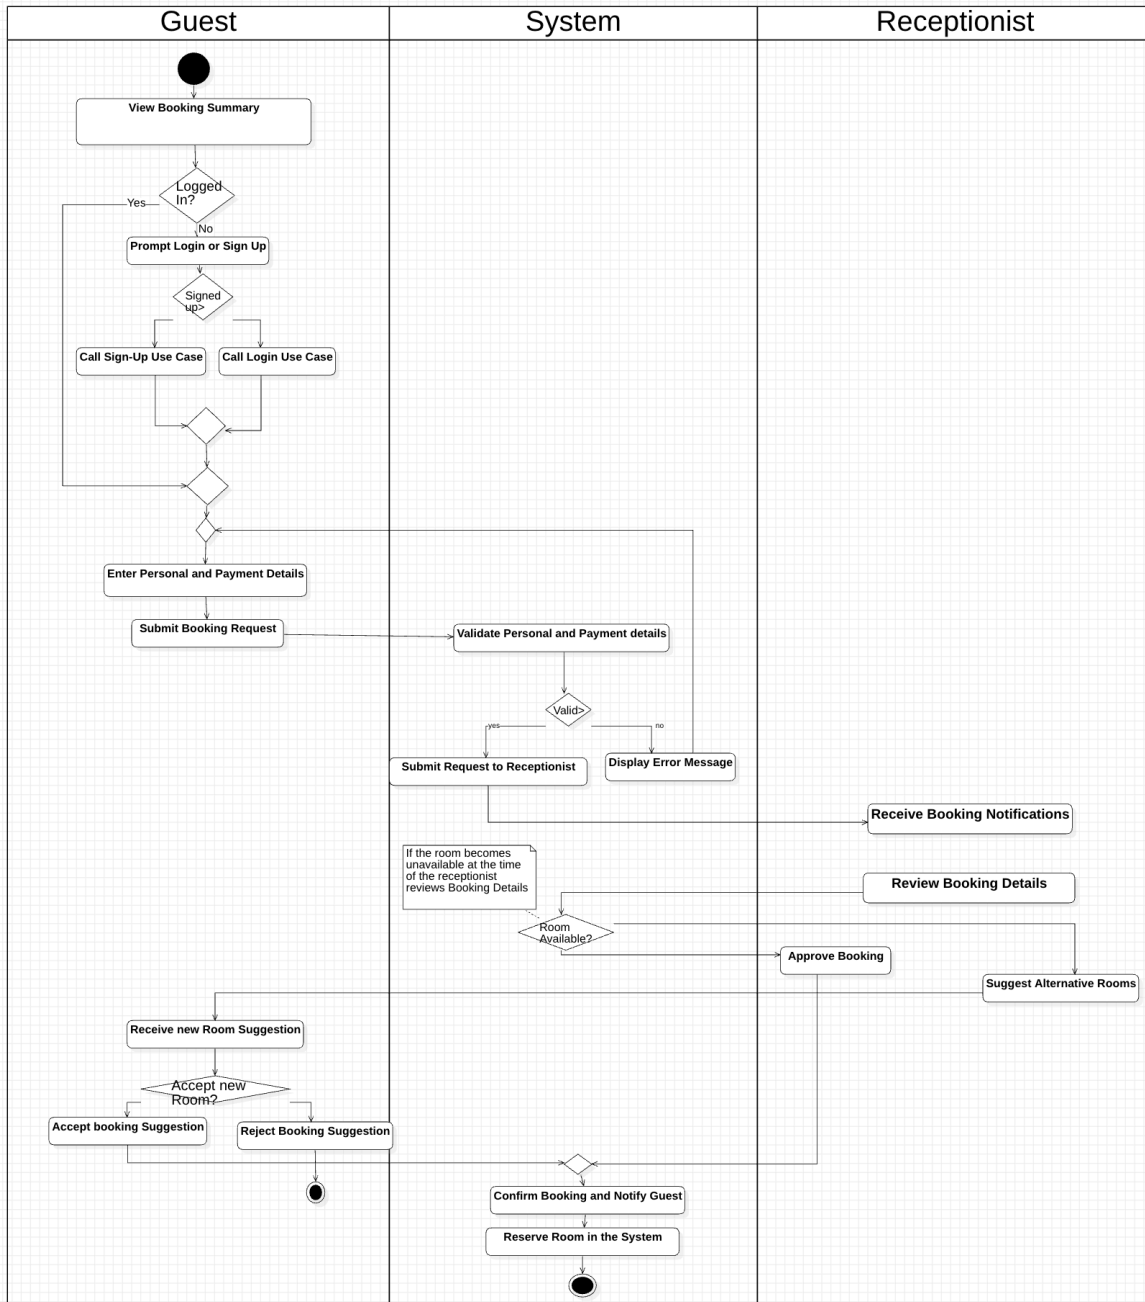 Guest
System
Receptionist
View Booking Summary
Logged
In?
Yes
No
Prompt Login or Sign Up
Signed
up>
Call Sign-Up Use Case
Call Login Use Case
Enter Personal and Payment Details
Submit Booking Request
Validate Personal and Payment details
Valid>
yes
no
Submit Request to Receptionist
Display Error Message
Receive Booking Notifications
If the room becomes
unavailable at the time
of the receptionist
reviews Booking Details
Review Booking Details
Room
Available?
Approve Booking
Suggest Alternative Rooms
Receive new Room Suggestion
Accept new
Room?
Accept booking Suggestion
Reject Booking Suggestion
Confirm Booking and Notify Guest
Reserve Room in the System